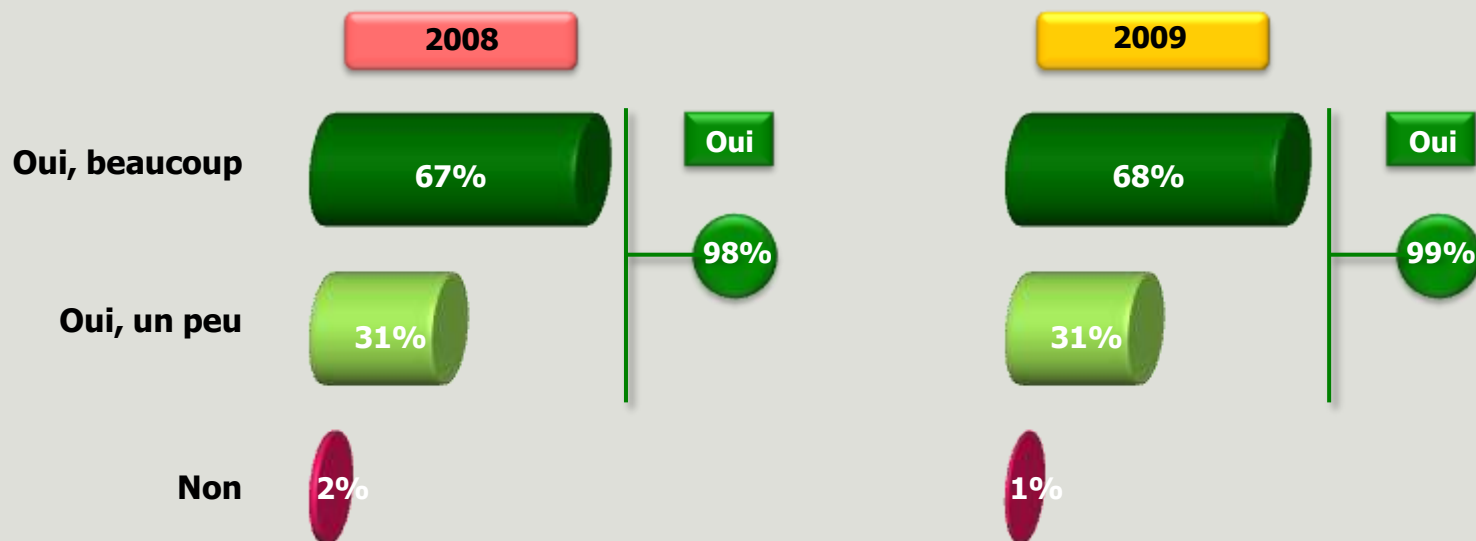 2008
2009
Oui, beaucoup
67%
Oui
68%
Oui
98%
99%
Oui, un peu
31%
31%
Non
2%
1%